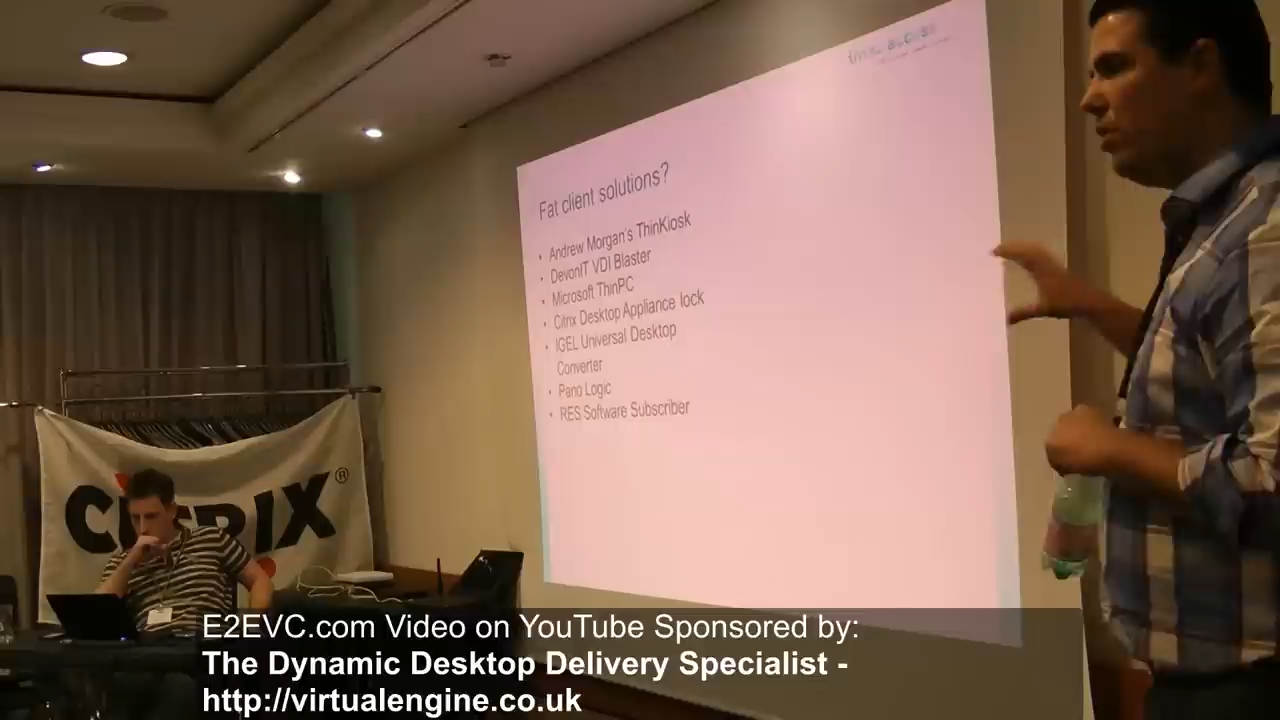 Fat client solutions?
• Andrew Morgan's ThinKiosk
• DevonIT VDI Blaster
• Microsoft ThinPC
• Citrix Desktop Appliance lock
• IGEL Universal Desktop
Converter
• Pano Logic
• RES Software Subscriber
CITRIX®
E2EVC.com Video on YouTube Sponsored by:
The Dynamic Desktop Delivery Specialist -
http://virtualengine.co.uk